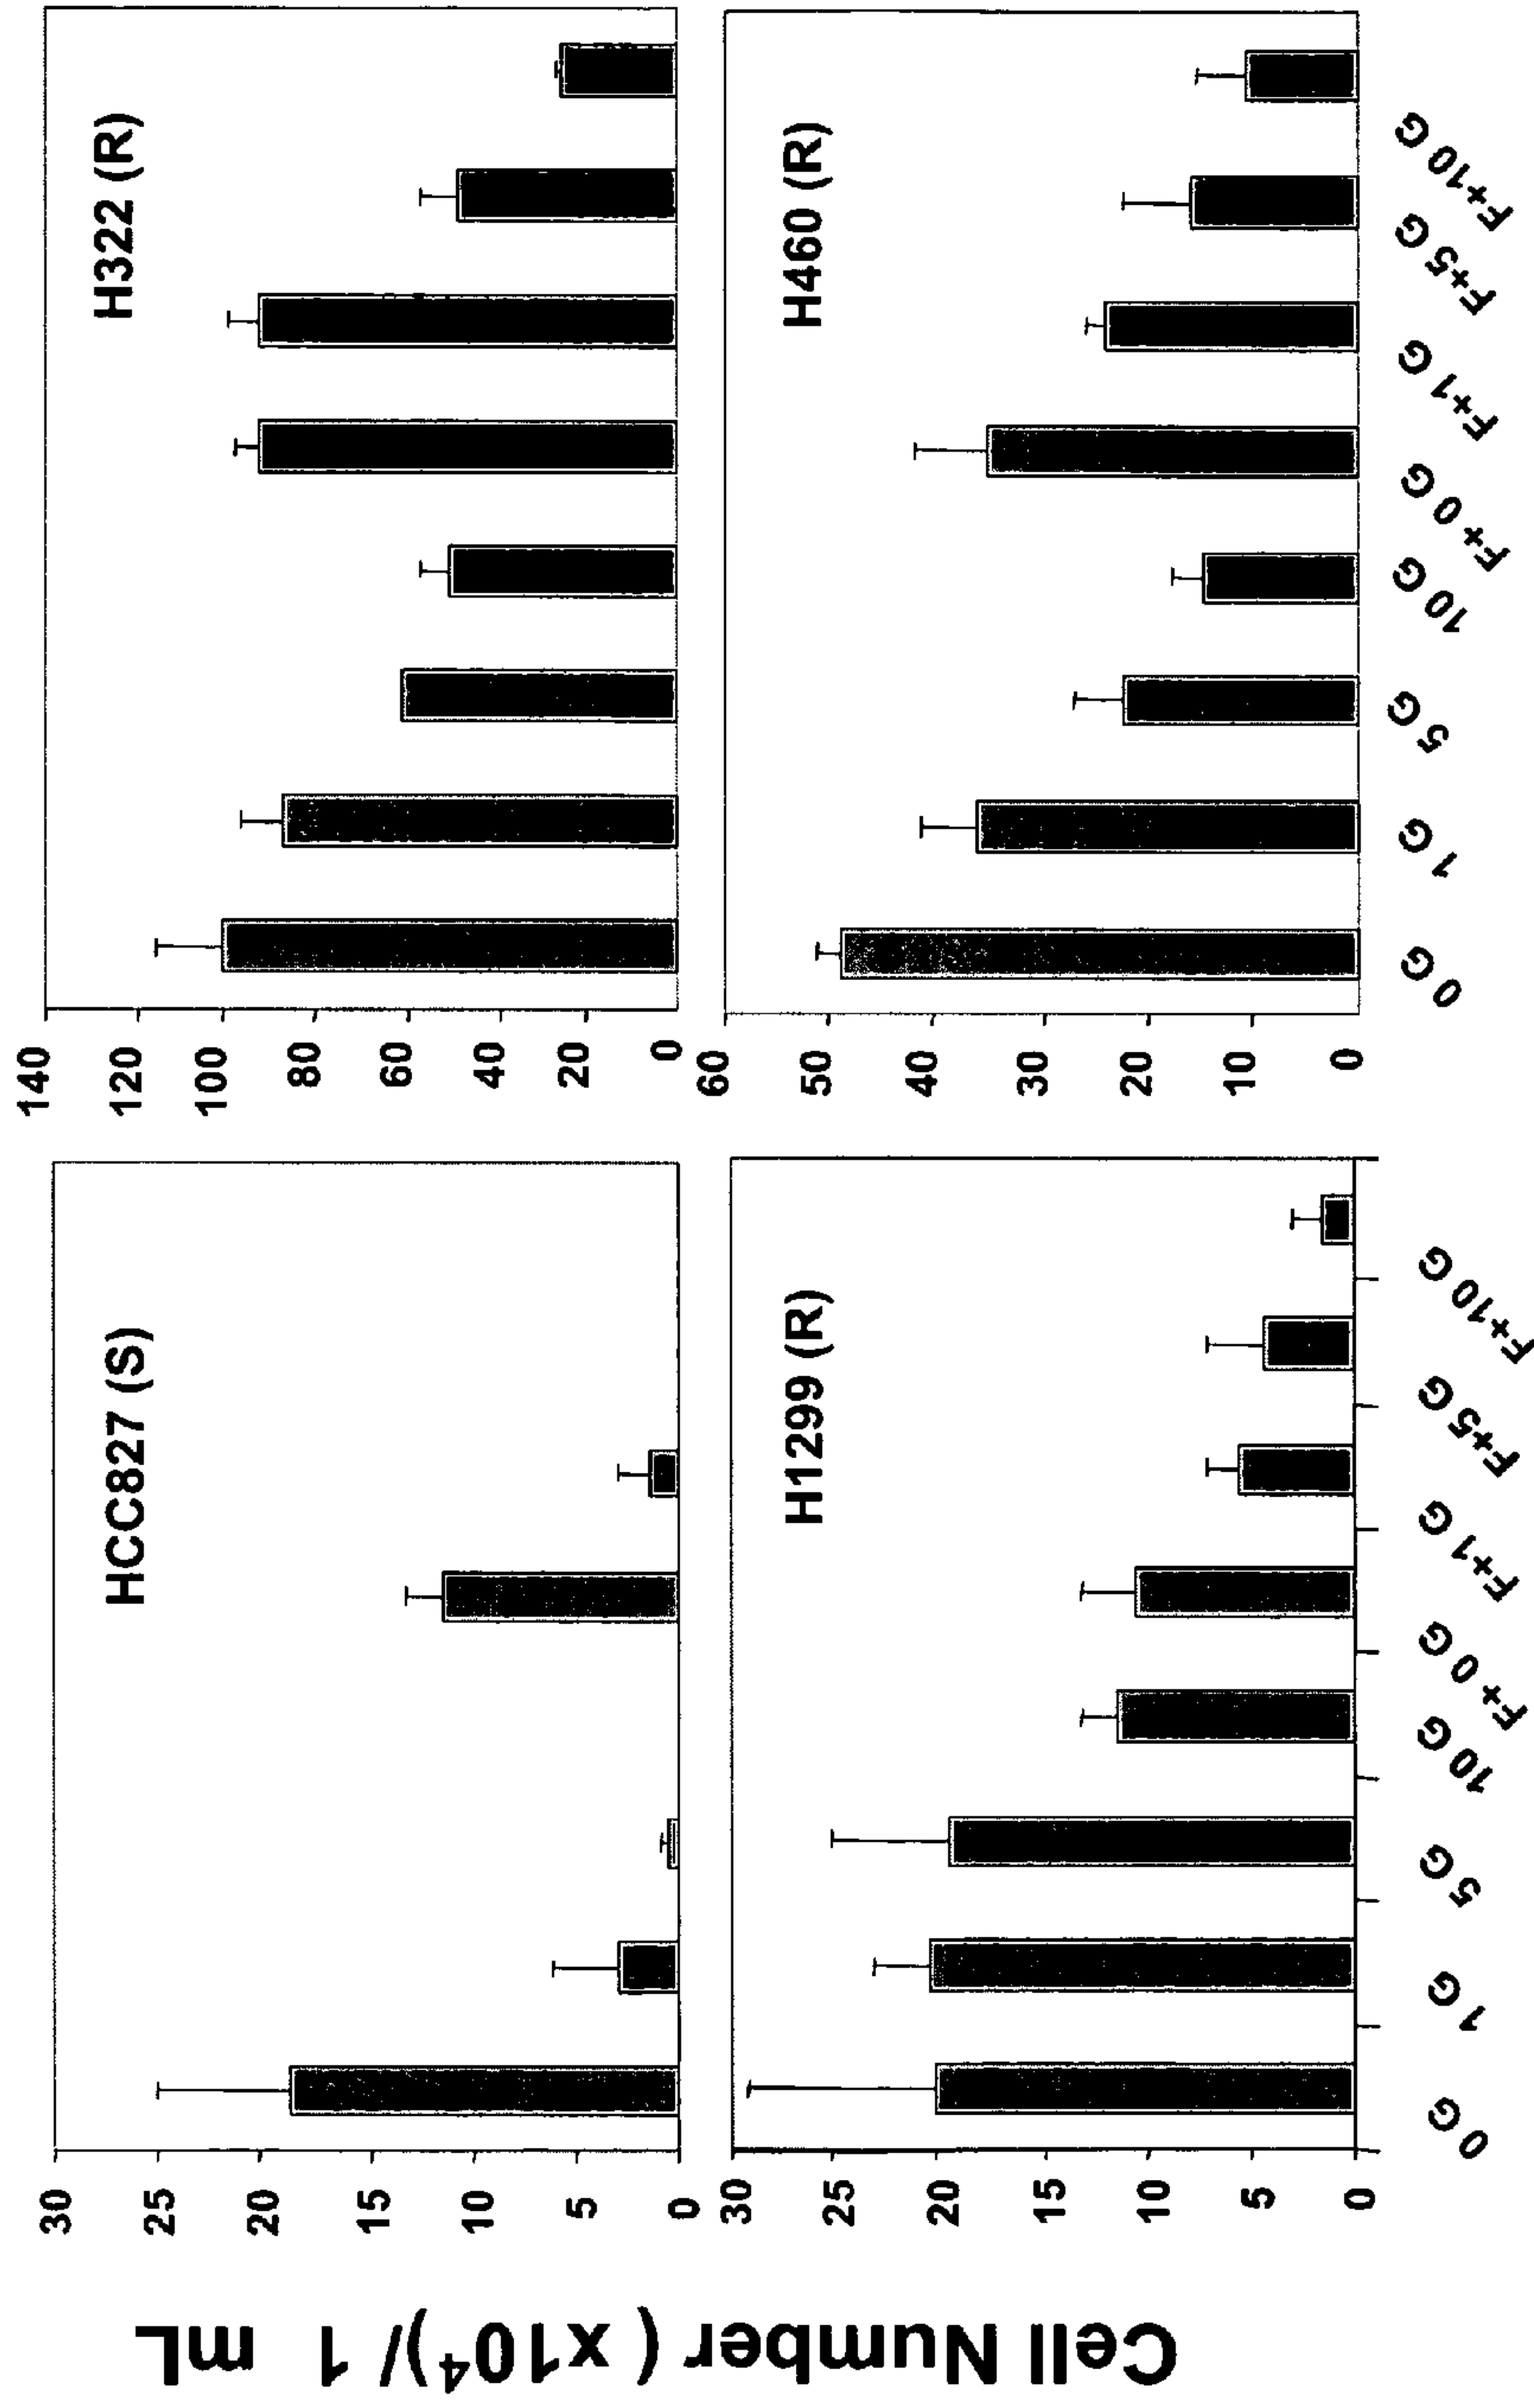 Cell Number ( x10⁴)/ 1 mL
HCC827 (S)
30
25
20
15
10
5
0
H322 (R)
140
120
100
80
60
40
20
0
H1299 (R)
30
25
20
15
10
5
0
0 G
1 G
5 G
10 G
F+ 0 G
F+1 G
F+5 G
F+10 G
H460 (R)
60
50
40
30
20
10
0
0 G
1 G
5 G
10 G
F+ 0 G
F+1 G
F+5 G
F+10 G